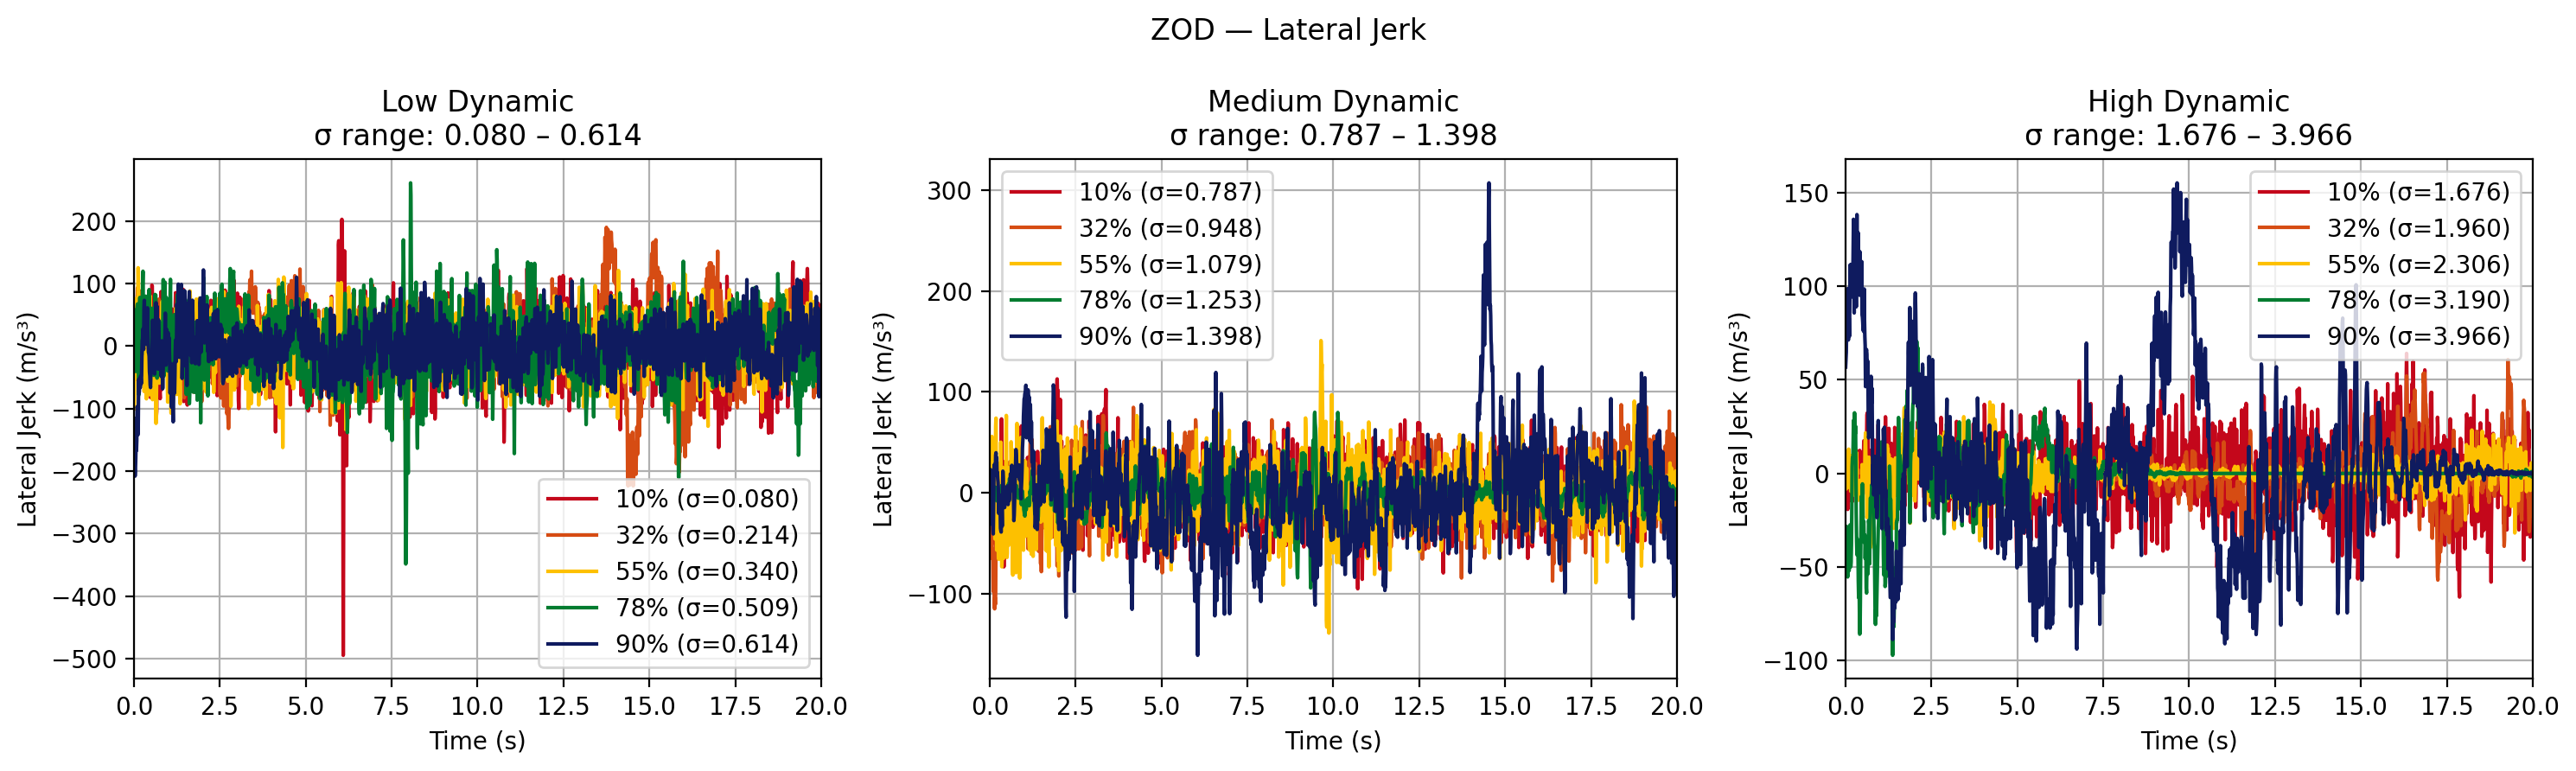 ZOD — Lateral Jerk
Low Dynamic
σ range: 0.080 – 0.614
Lateral Jerk (m/s³)
200
100
0
−100
−200
−300
−400
−500
10% (σ=0.080)
32% (σ=0.214)
55% (σ=0.340)
78% (σ=0.509)
90% (σ=0.614)
0.0 2.5 5.0 7.5 10.0 12.5 15.0 17.5 20.0
Time (s)
Medium Dynamic
σ range: 0.787 – 1.398
Lateral Jerk (m/s³)
300
200
100
0
−100
10% (σ=0.787)
32% (σ=0.948)
55% (σ=1.079)
78% (σ=1.253)
90% (σ=1.398)
0.0 2.5 5.0 7.5 10.0 12.5 15.0 17.5 20.0
Time (s)
High Dynamic
σ range: 1.676 – 3.966
Lateral Jerk (m/s³)
150
100
50
0
−50
−100
10% (σ=1.676)
32% (σ=1.960)
55% (σ=2.306)
78% (σ=3.190)
90% (σ=3.966)
0.0 2.5 5.0 7.5 10.0 12.5 15.0 17.5 20.0
Time (s)